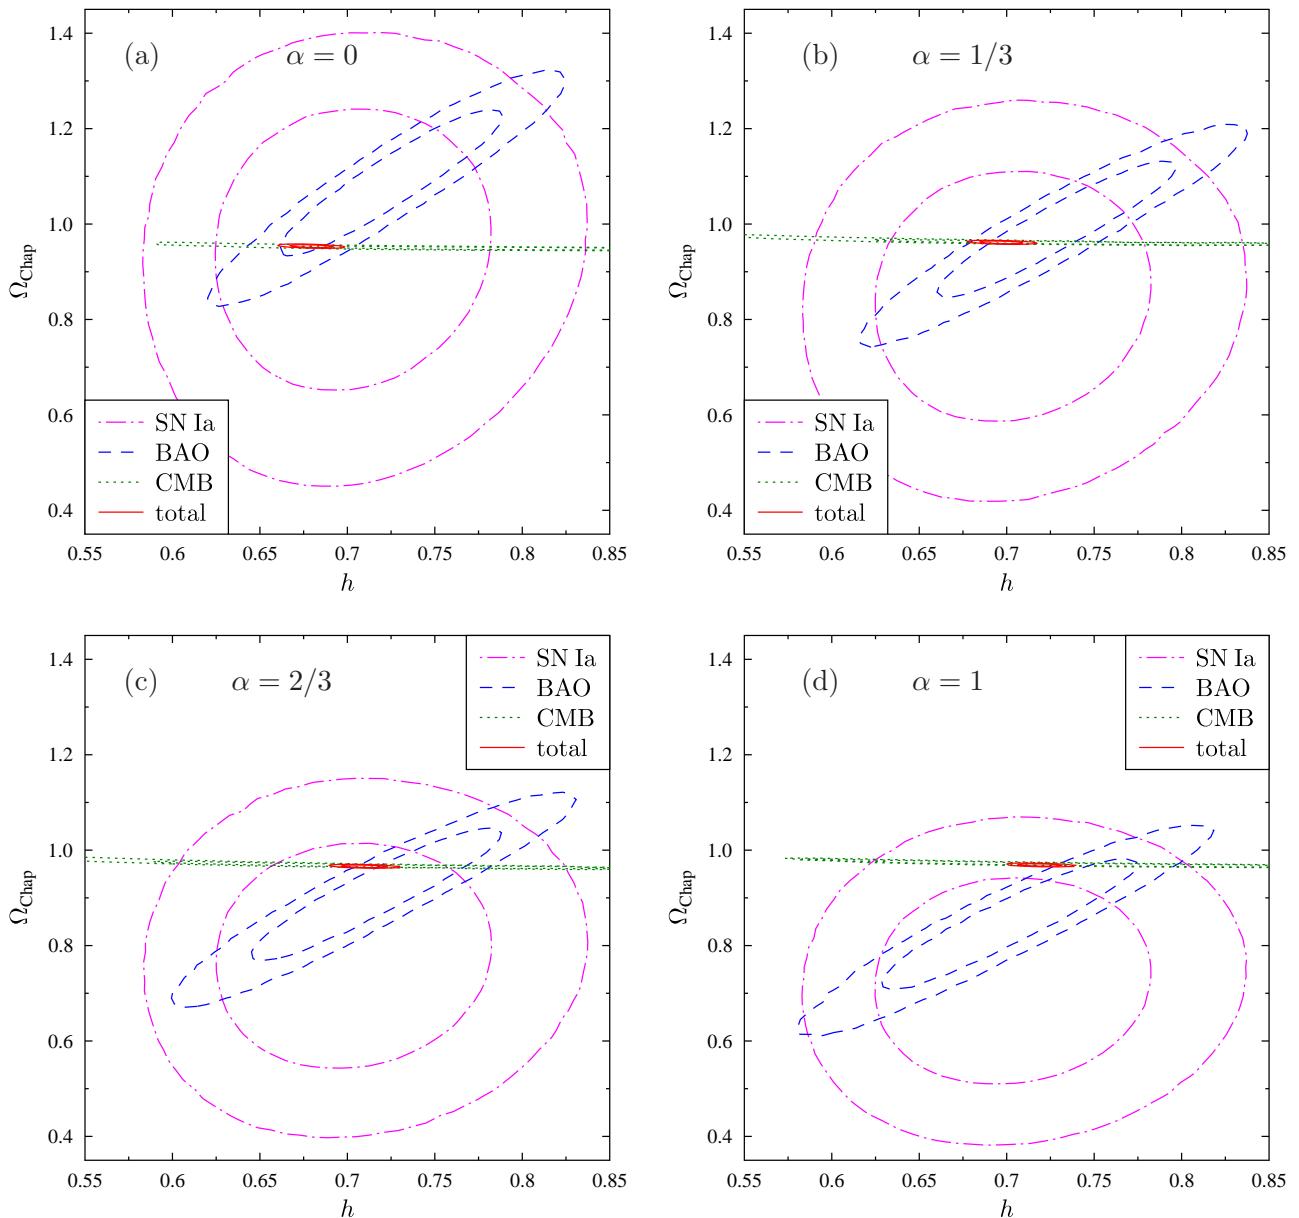 (a) α = 0
1.4
1.2
1.0
0.8
0.6
0.4
Ω_Chap
SN Ia
BAO
CMB
total
0.55 0.6 0.65 0.7 0.75 0.8 0.85
h
(b) α = 1/3
1.4
1.2
1.0
0.8
0.6
0.4
Ω_Chap
SN Ia
BAO
CMB
total
0.55 0.6 0.65 0.7 0.75 0.8 0.85
h
(c) α = 2/3
SN Ia
BAO
CMB
total
1.4
1.2
1.0
0.8
0.6
0.4
Ω_Chap
0.55 0.6 0.65 0.7 0.75 0.8 0.85
h
(d) α = 1
SN Ia
BAO
CMB
total
1.4
1.2
1.0
0.8
0.6
0.4
Ω_Chap
0.55 0.6 0.65 0.7 0.75 0.8 0.85
h